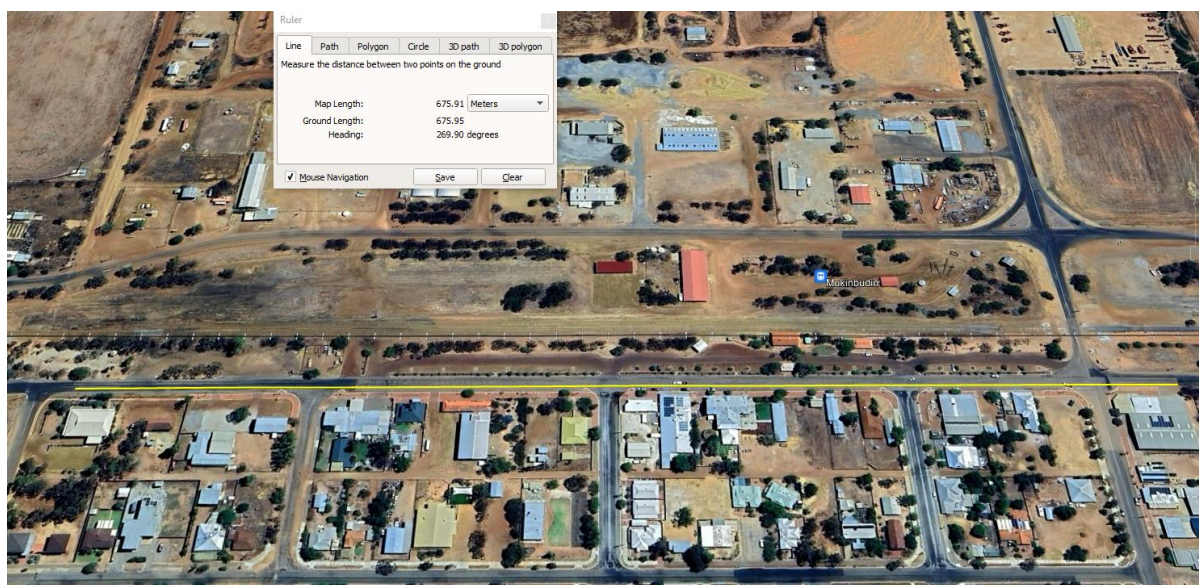 Ruler
Line Path Polygon Circle 3D path 3D polygon
Measure the distance between two points on the ground
Map Length: 675.91 Meters
Ground Length: 675.95
Heading: 269.90 degrees
Mouse Navigation Save Clear
Mukinbudin